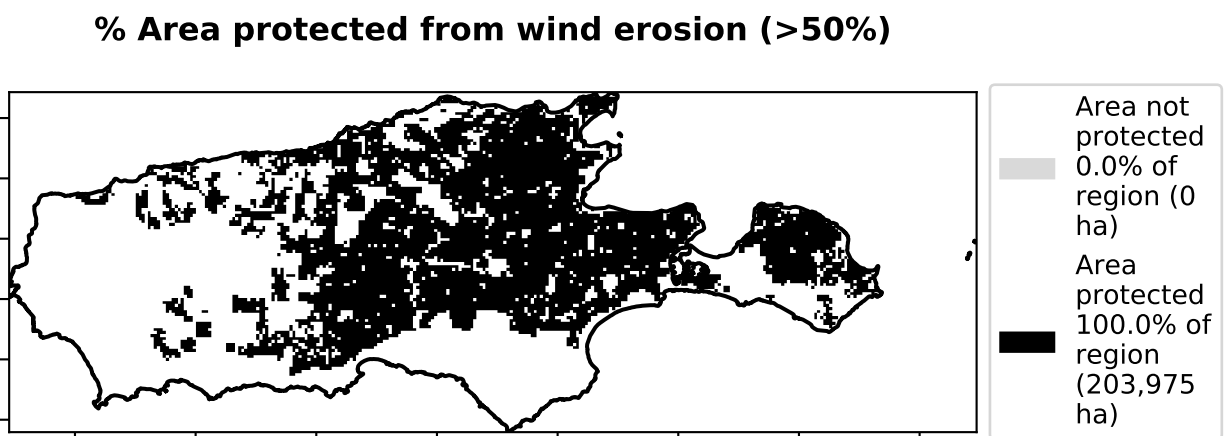 % Area protected from wind erosion (>50%)
Area not
protected
0.0% of
region (0
ha)
Area
protected
100.0% of
region
(203,975
ha)